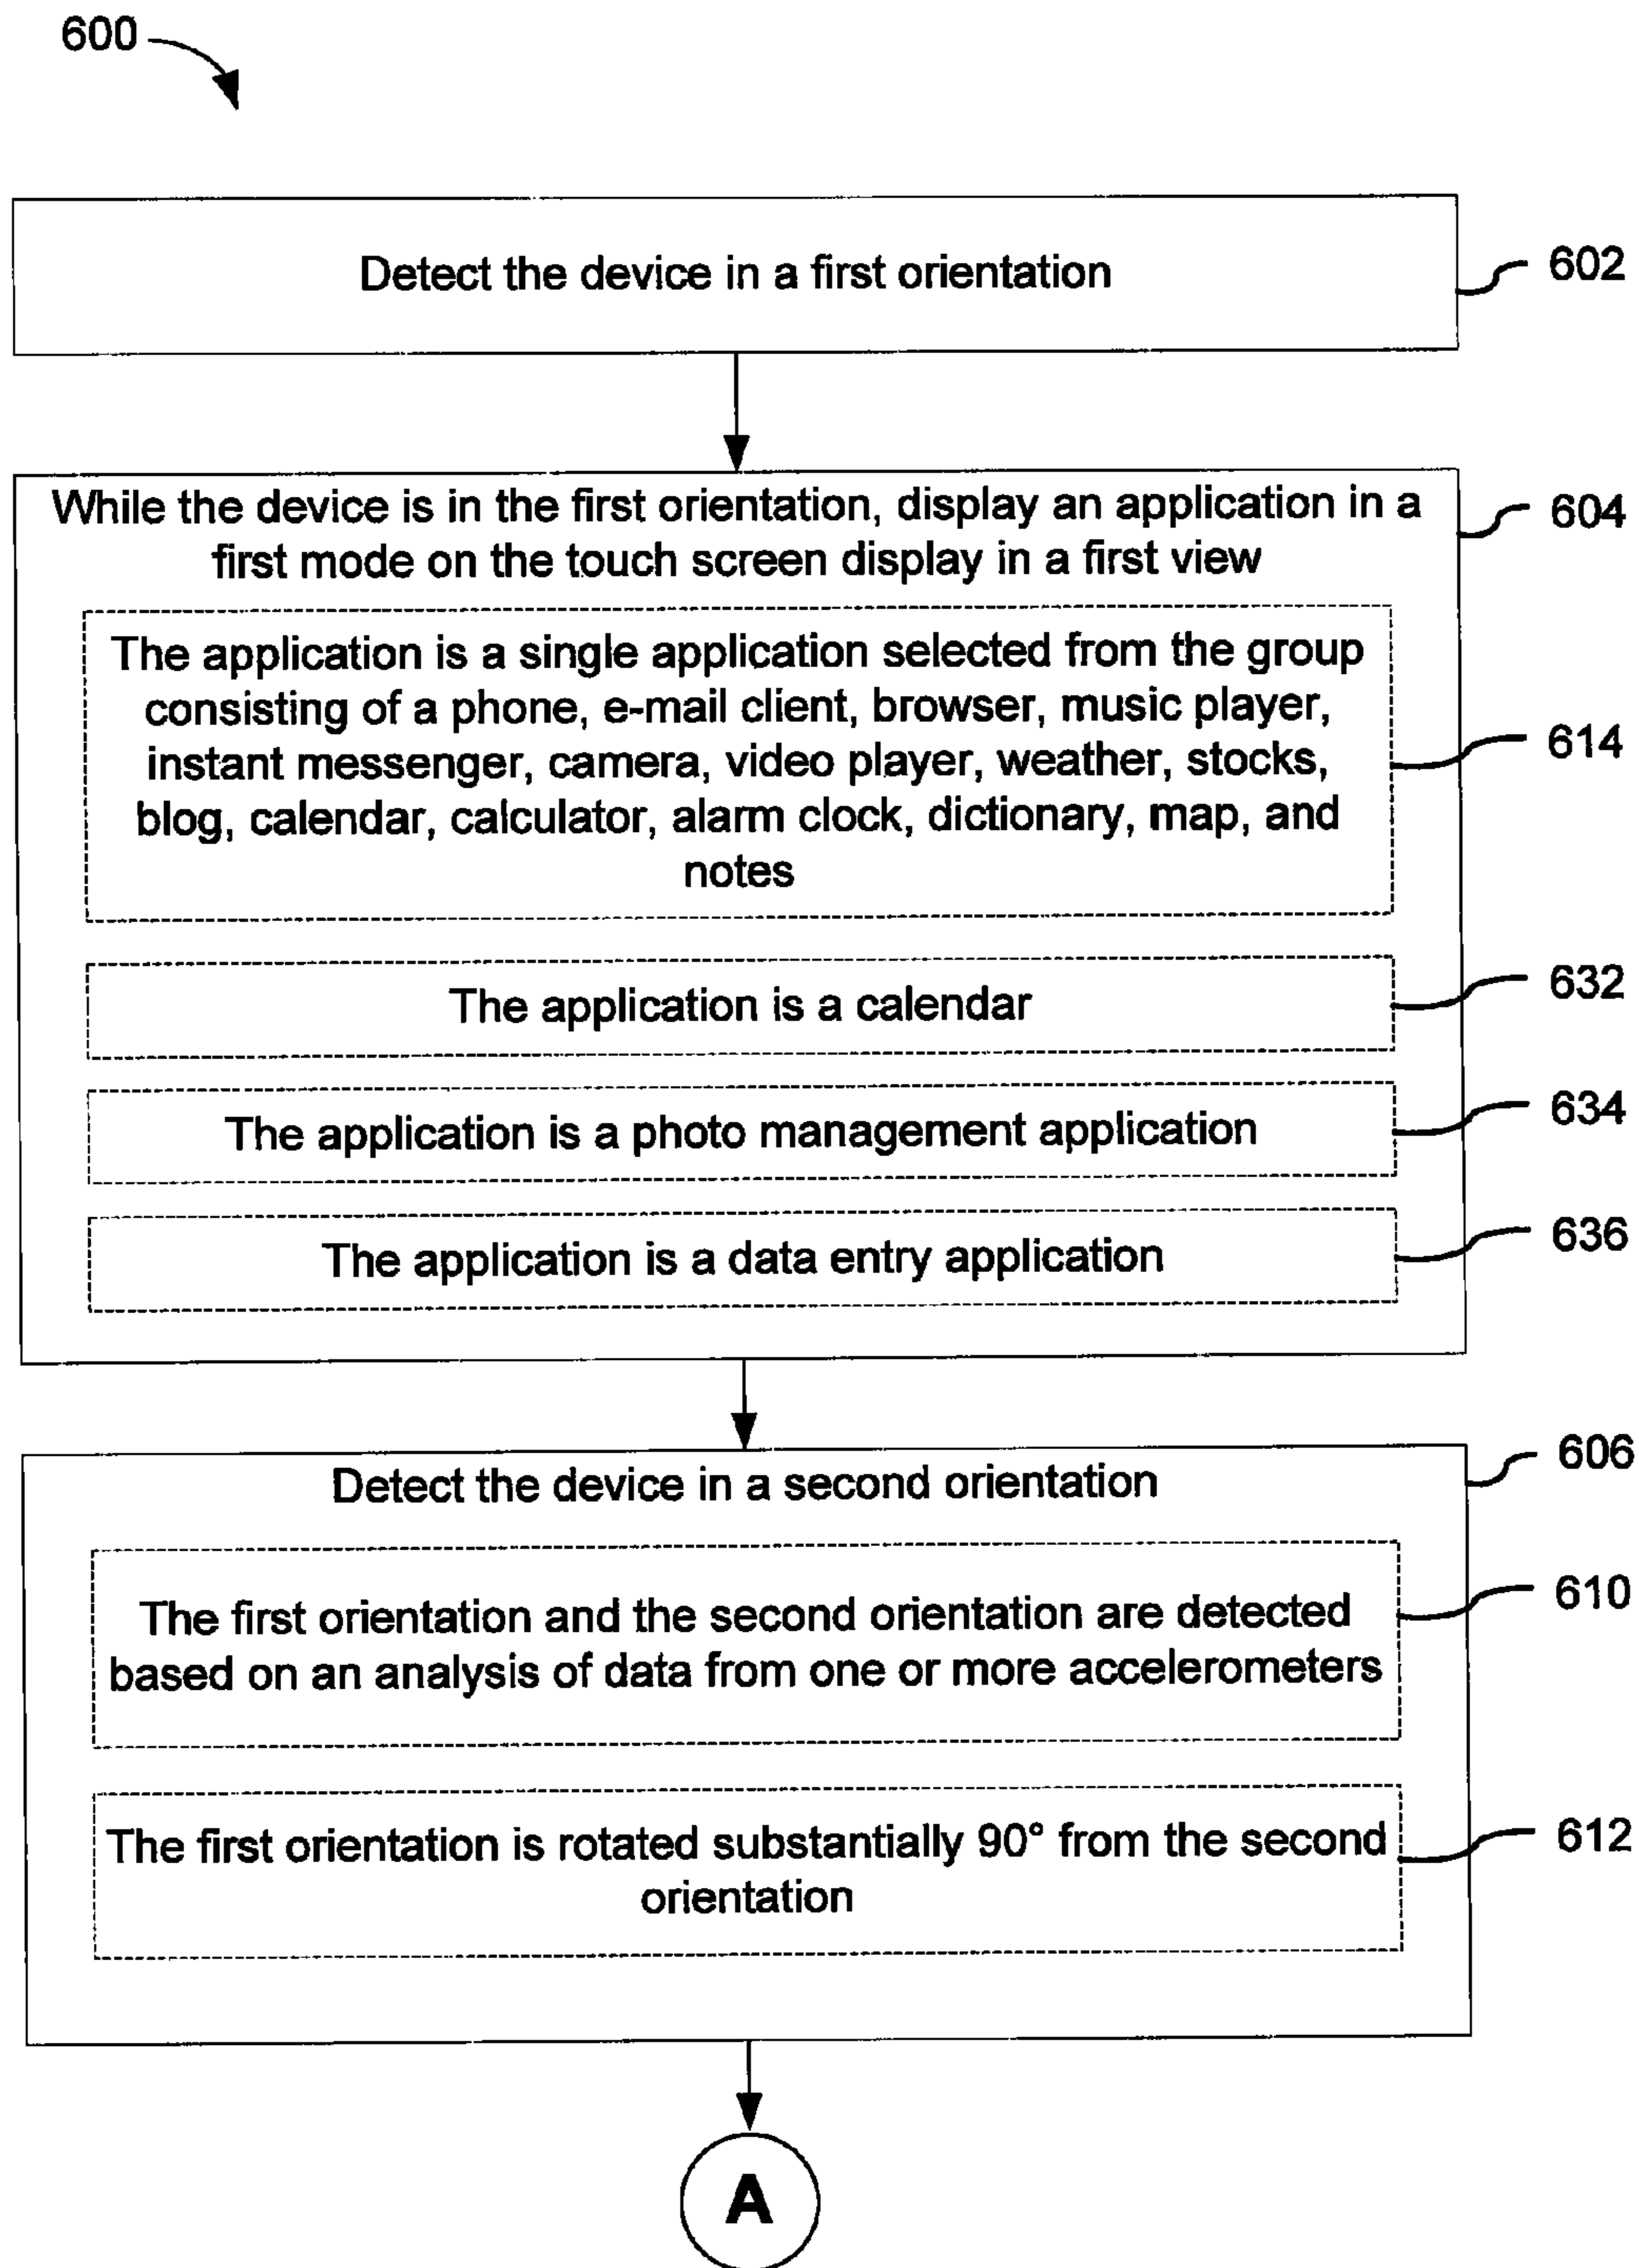 600
Detect the device in a first orientation
602
While the device is in the first orientation, display an application in a
first mode on the touch screen display in a first view
604
The application is a single application selected from the group
consisting of a phone, e-mail client, browser, music player,
instant messenger, camera, video player, weather, stocks,
blog, calendar, calculator, alarm clock, dictionary, map, and
notes
614
The application is a calendar
632
The application is a photo management application
634
The application is a data entry application
636
Detect the device in a second orientation
606
The first orientation and the second orientation are detected
based on an analysis of data from one or more accelerometers
610
The first orientation is rotated substantially 90° from the second
orientation
612
A